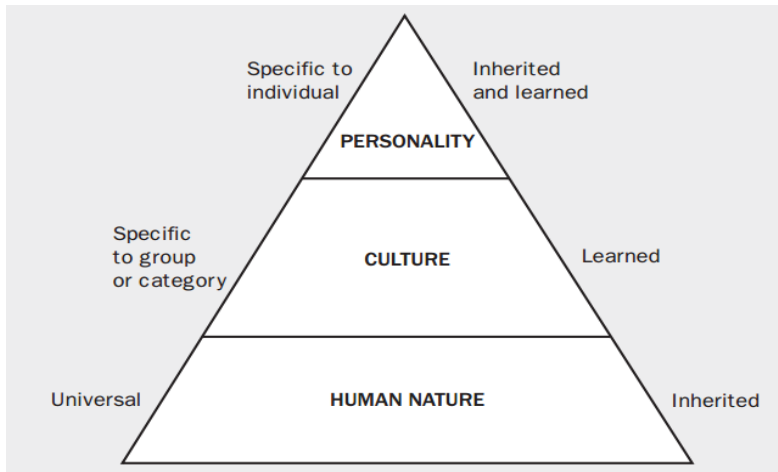 Specific to
individual
Inherited
and learned
PERSONALITY
Specific
to group
or category
CULTURE
Learned
Universal
HUMAN NATURE
Inherited